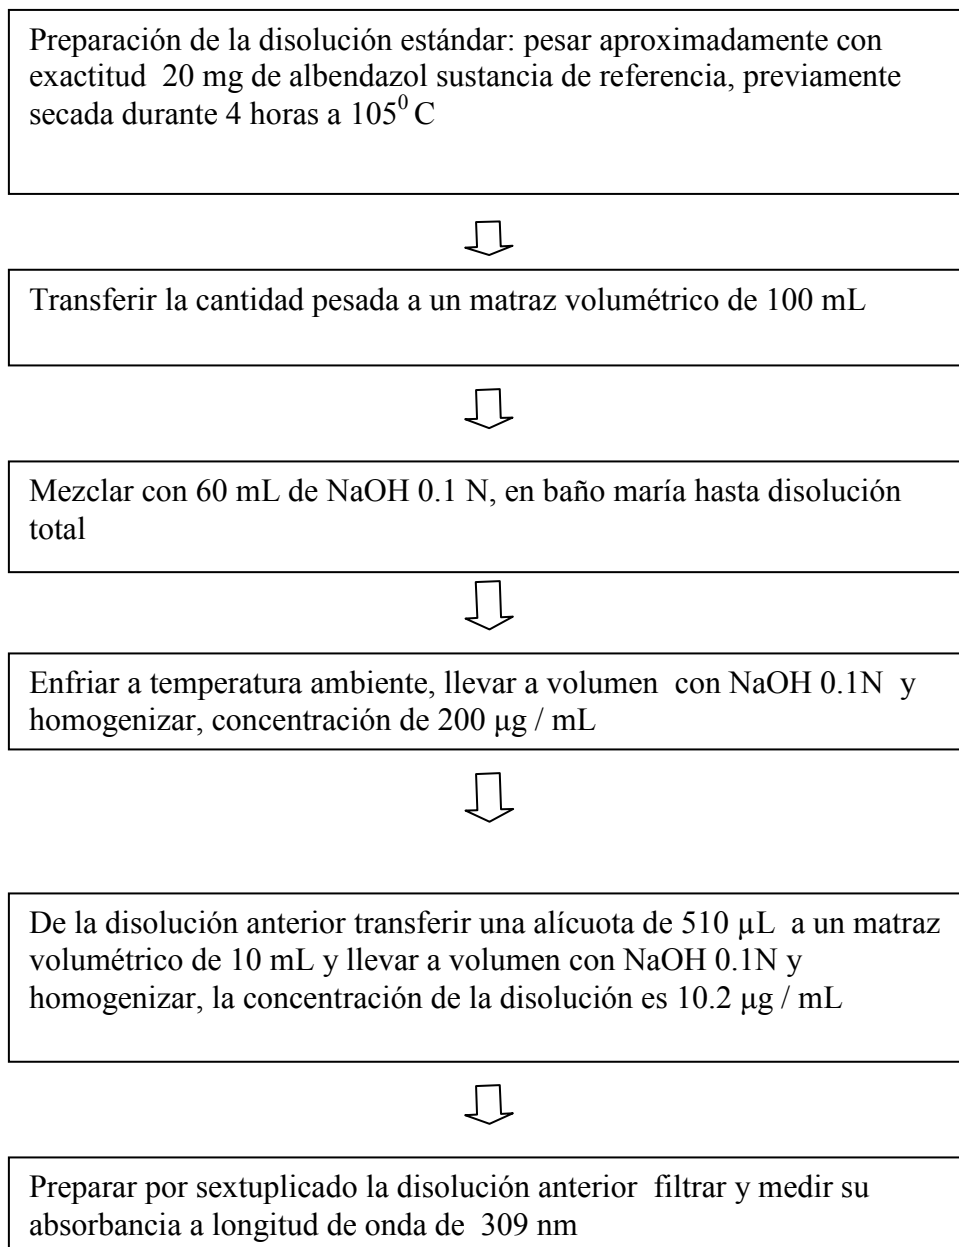 Preparación de la disolución estándar: pesar aproximadamente con
exactitud  20 mg de albendazol sustancia de referencia, previamente
secada durante 4 horas a 105⁰ C
Transferir la cantidad pesada a un matraz volumétrico de 100 mL
Mezclar con 60 mL de NaOH 0.1 N, en baño maría hasta disolución
total
Enfriar a temperatura ambiente, llevar a volumen  con NaOH 0.1N  y
homogenizar, concentración de 200 µg / mL
De la disolución anterior transferir una alícuota de 510 µL  a un matraz
volumétrico de 10 mL y llevar a volumen con NaOH 0.1N y
homogenizar, la concentración de la disolución es 10.2 µg / mL
Preparar por sextuplicado la disolución anterior  filtrar y medir su
absorbancia a longitud de onda de  309 nm